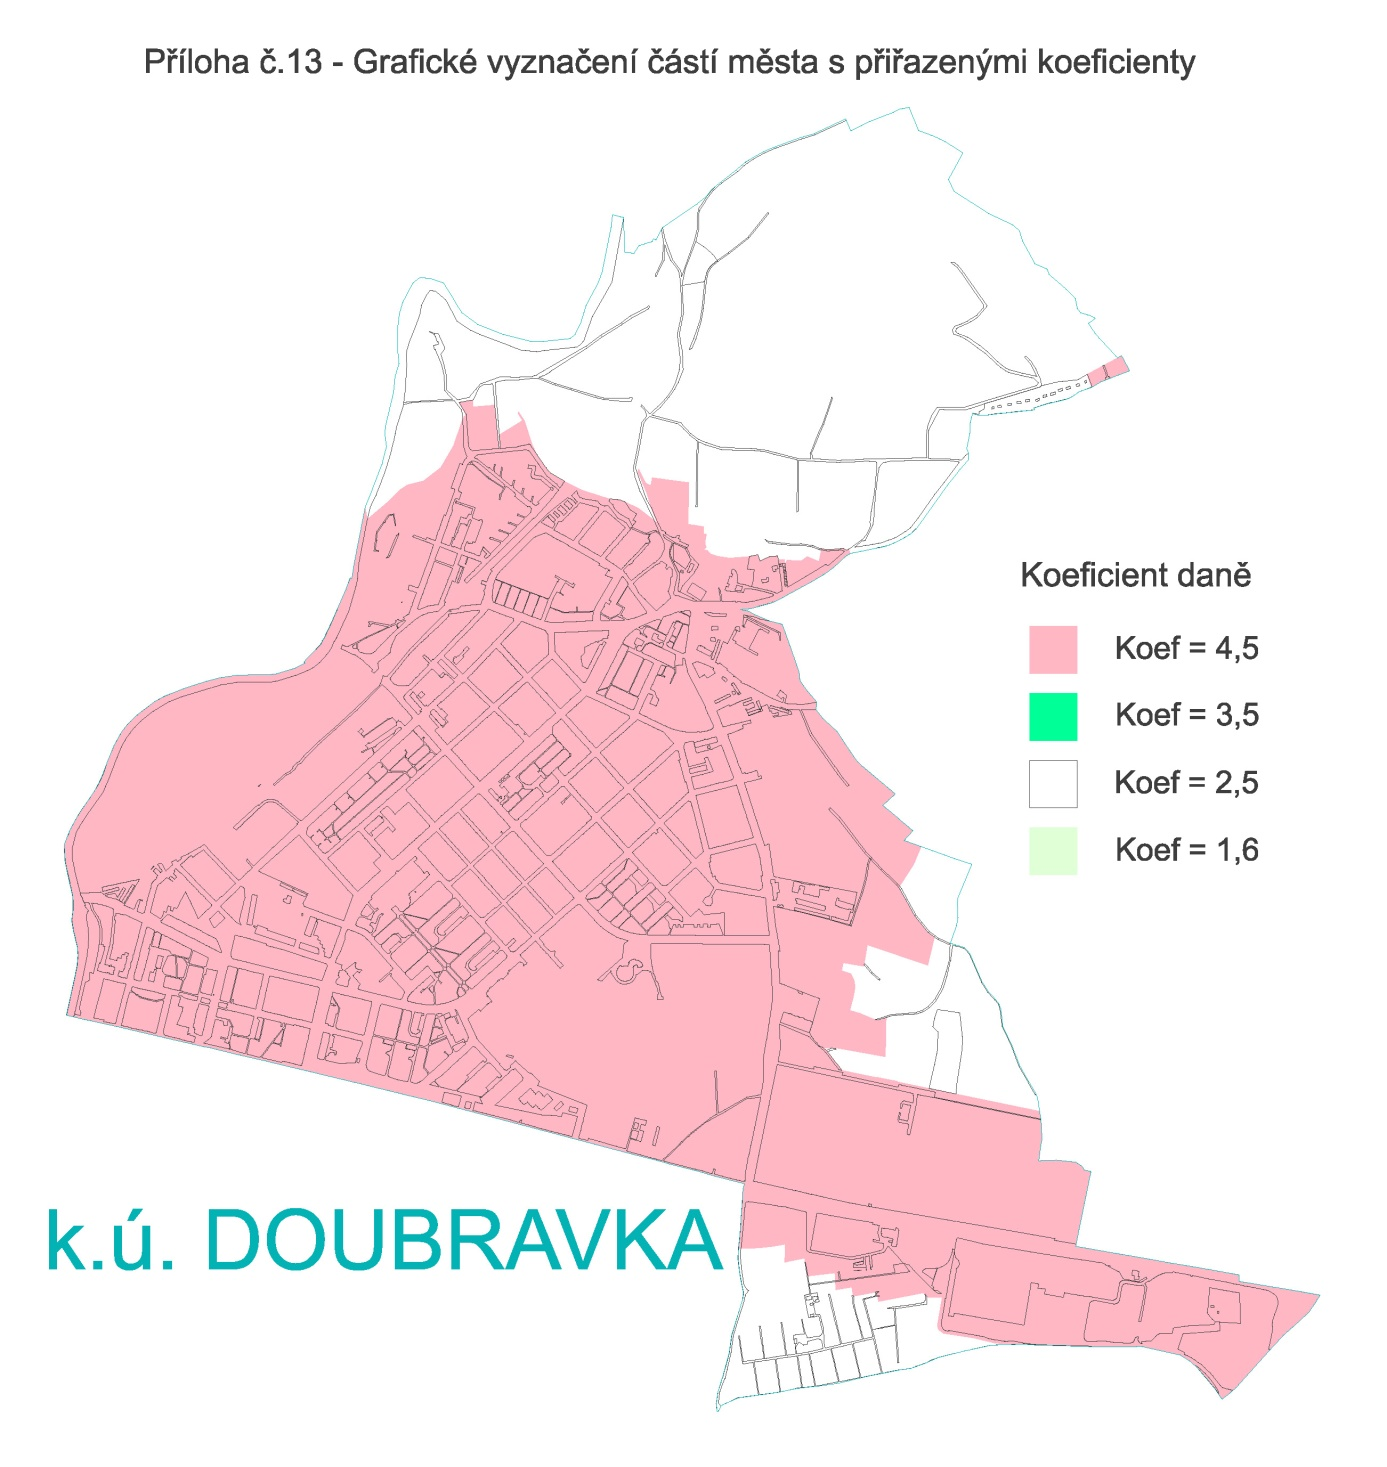 Příloha č.13 - Grafické vyznačení částí města s přiřazenými koeficienty
Koeficient daně
Koef = 4,5
Koef = 3,5
Koef = 2,5
Koef = 1,6
k.ú. DOUBRAVKA